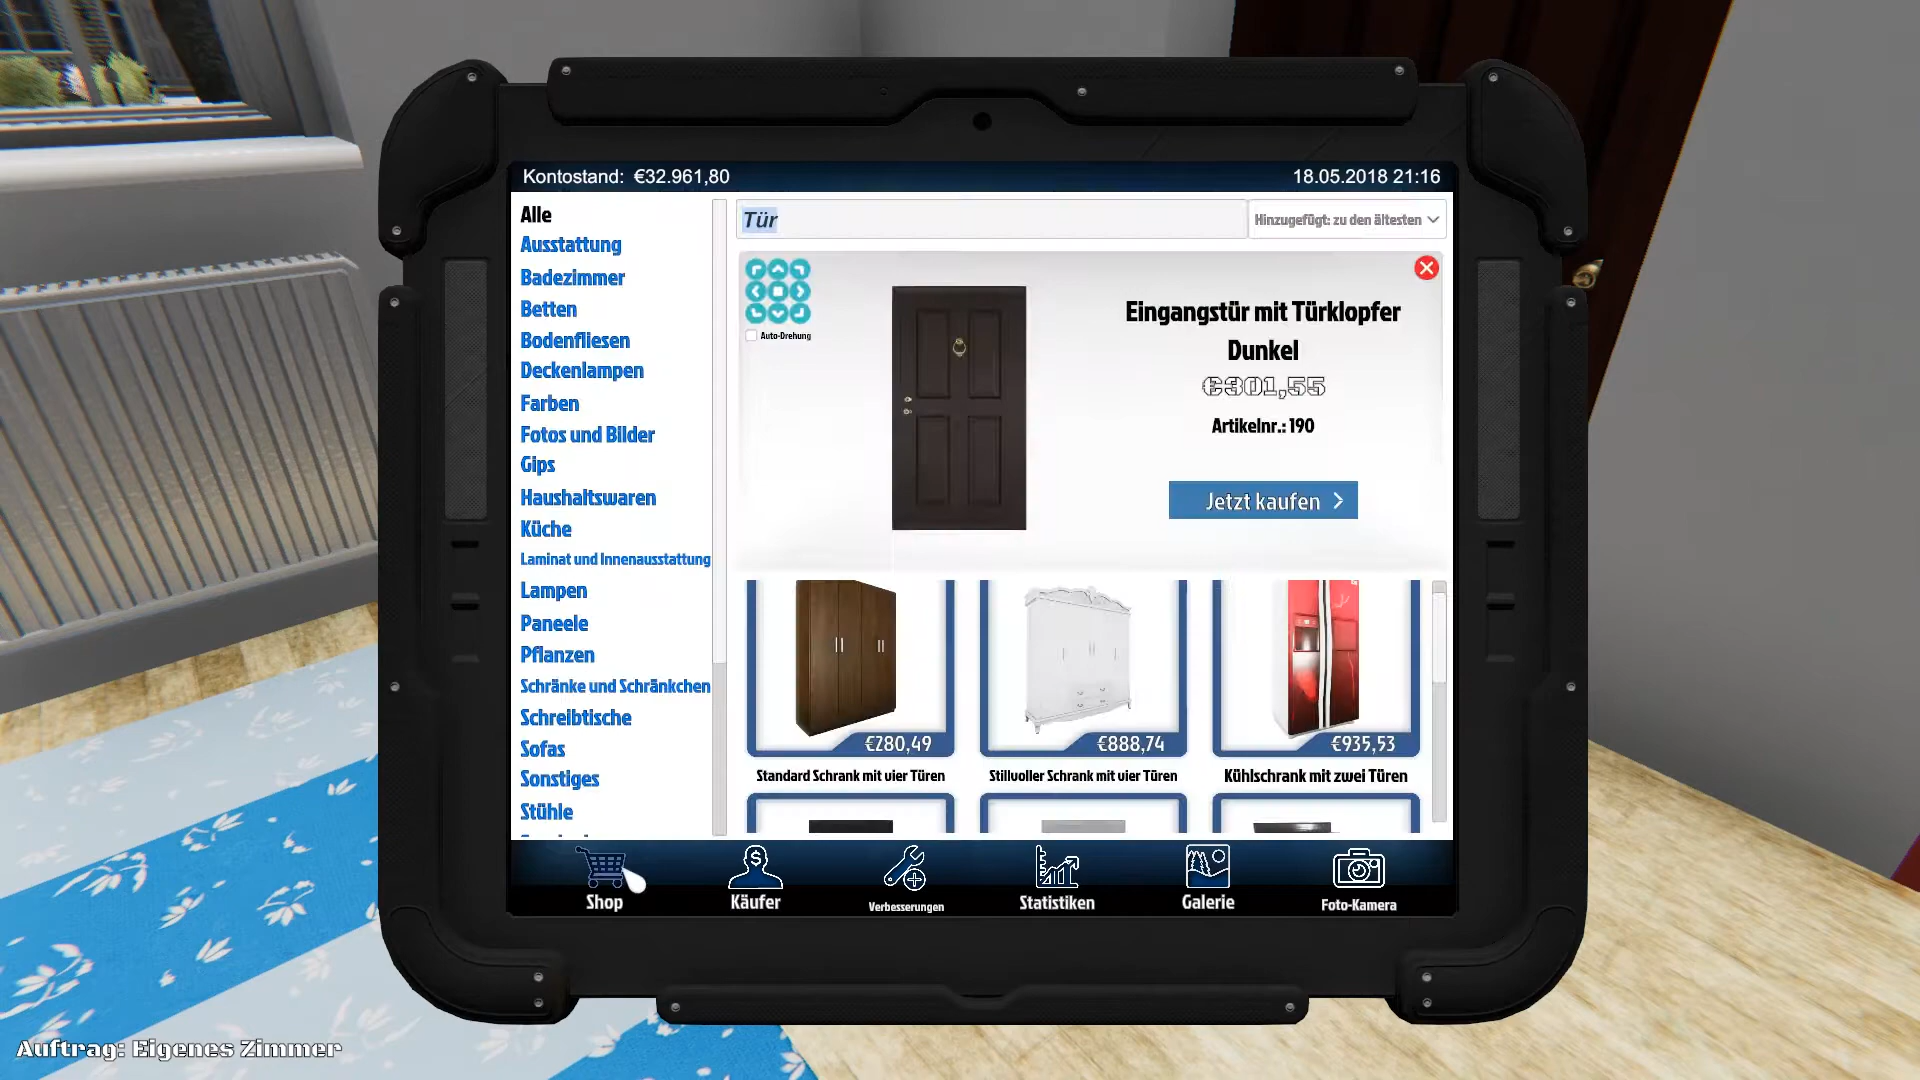 Kontostand: €32.961,80
18.05.2018 21:16
Alle
Ausstattung
Badezimmer
Betten
Bodenfliesen
Deckenlampen
Farben
Fotos und Bilder
Gips
Haushaltswaren
Küche
Laminat und Innenausstattung
Lampen
Paneele
Pflanzen
Schränke und Schränkchen
Schreibtische
Sofas
Sonstiges
Stühle
Tür
Hinzugefügt: zu den ältesten
Auto-Drehung
Eingangstür mit Türklopfer
Dunkel
€301,55
Artikelnr.: 190
Jetzt kaufen
€280,49
€888,74
€935,53
Standard Schrank mit vier Türen
Stillvoller Schrank mit vier Türen
Kühlschrank mit zwei Türen
Shop
Käufer
Verbesserungen
Statistiken
Galerie
Foto-Kamera
Auftrag: Eigenes Zimmer